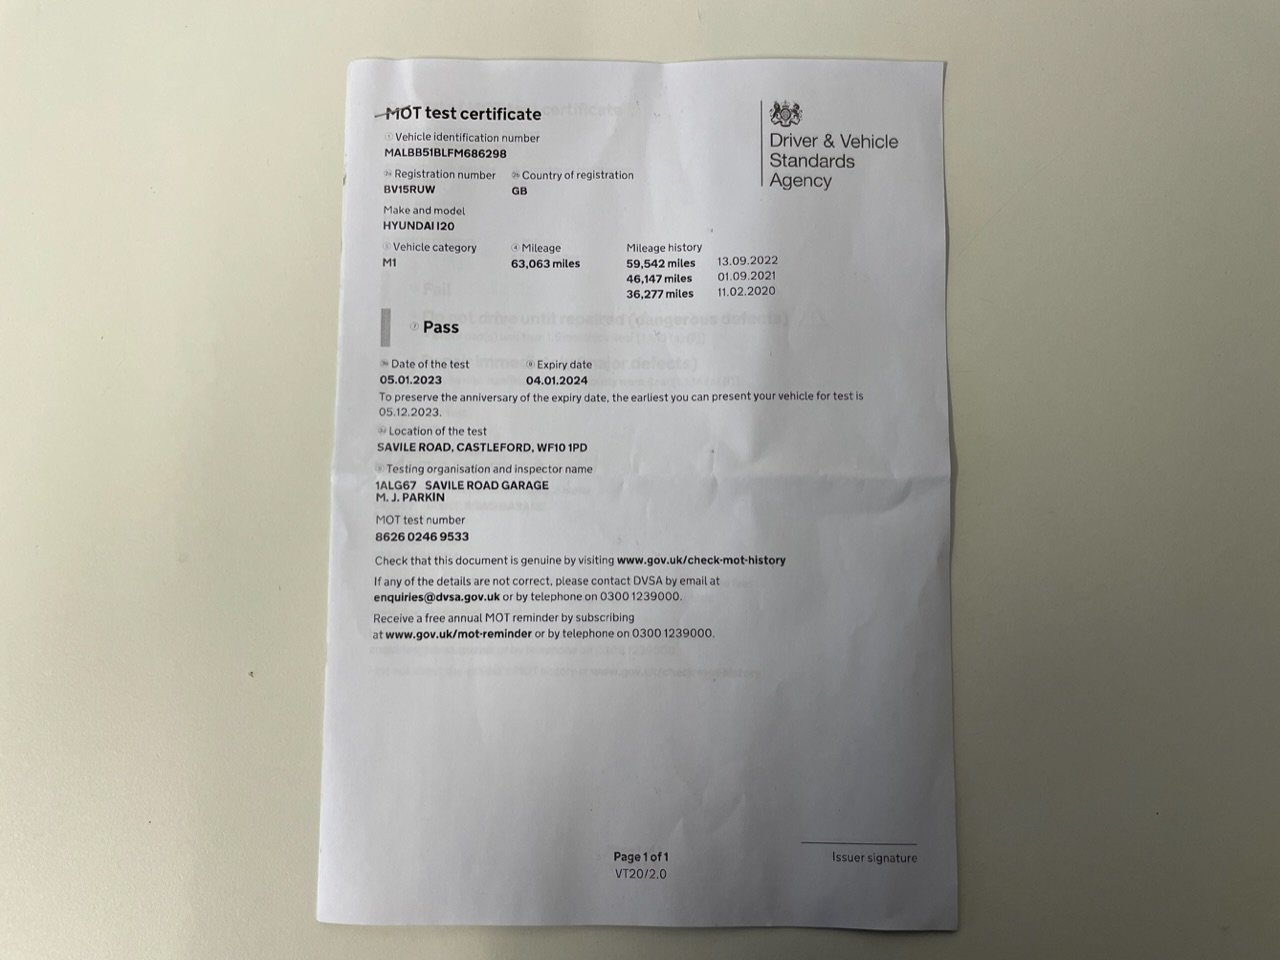 MOT test certificate
Vehicle identification number
MALBB51BLFM686298
Registration number Country of registration
BV15RUW GB
Make and model
HYUNDAI I20
Vehicle category Mileage Mileage history
M1 63,063 miles 59,542 miles 13.09.2022
46,147 miles 01.09.2021
36,277 miles 11.02.2020
Driver & Vehicle
Standards
Agency
Pass
Date of the test Expiry date
05.01.2023 04.01.2024
To preserve the anniversary of the expiry date, the earliest you can present your vehicle for test is
05.12.2023.
Location of the test
SAVILE ROAD, CASTLEFORD, WF10 1PD
Testing organisation and inspector name
1ALG67 SAVILE ROAD GARAGE
M. J. PARKIN
MOT test number
8626 0246 9533
Check that this document is genuine by visiting www.gov.uk/check-mot-history
If any of the details are not correct, please contact DVSA by email at
enquiries@dvsa.gov.uk or by telephone on 0300 1239000.
Receive a free annual MOT reminder by subscribing
at www.gov.uk/mot-reminder or by telephone on 0300 1239000.
Page 1 of 1
VT20/2.0
Issuer signature